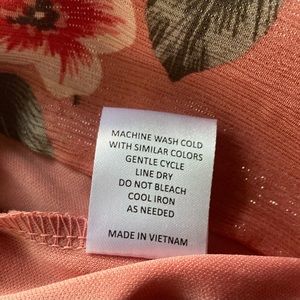 MACHINE WASH COLD
WITH SIMILAR COLORS
GENTLE CYCLE
LINE DRY
DO NOT BLEACH
COOL IRON
AS NEEDED
MADE IN VIETNAM